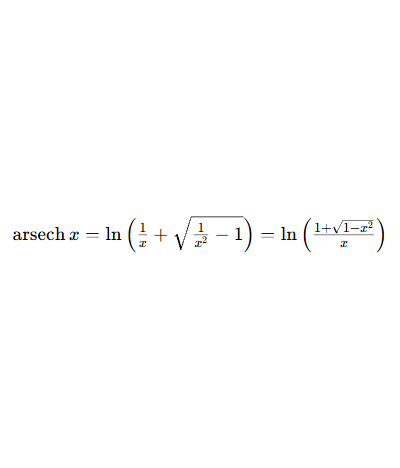 arsech x = ln (1/x + √(1/x² − 1)) = ln ((1+√(1−x²))/x)